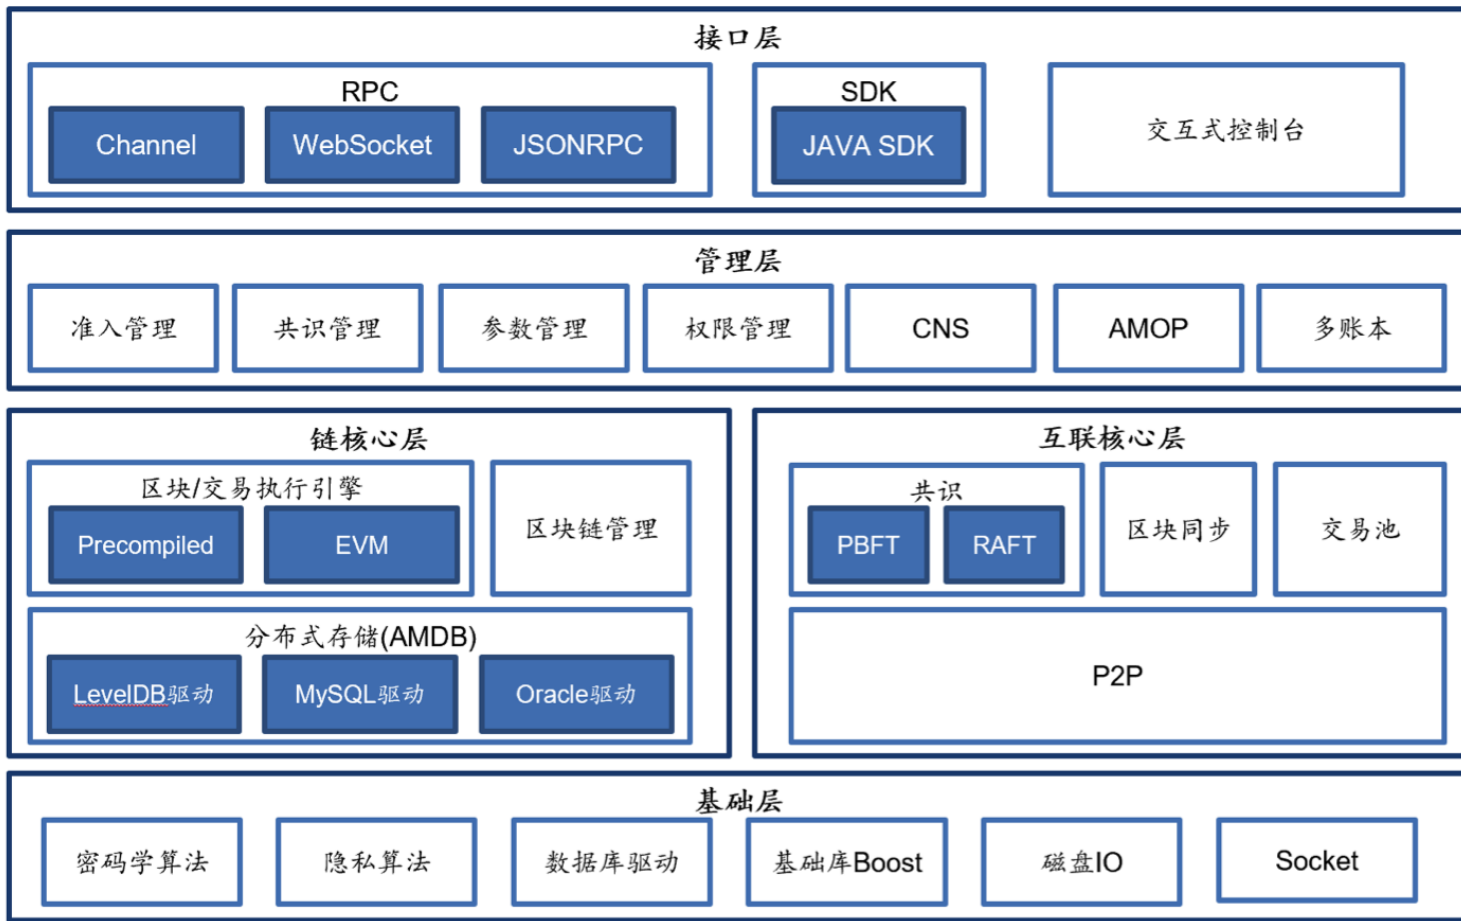 接口层
RPC
Channel
WebSocket
JSONRPC
SDK
JAVA SDK
交互式控制台
管理层
准入管理
共识管理
参数管理
权限管理
CNS
AMOP
多账本
链核心层
区块/交易执行引擎
Precompiled
EVM
区块链管理
分布式存储(AMDB)
LevelDB驱动
MySQL驱动
Oracle驱动
互联核心层
共识
PBFT
RAFT
区块同步
交易池
P2P
基础层
密码学算法
隐私算法
数据库驱动
基础库Boost
磁盘IO
Socket